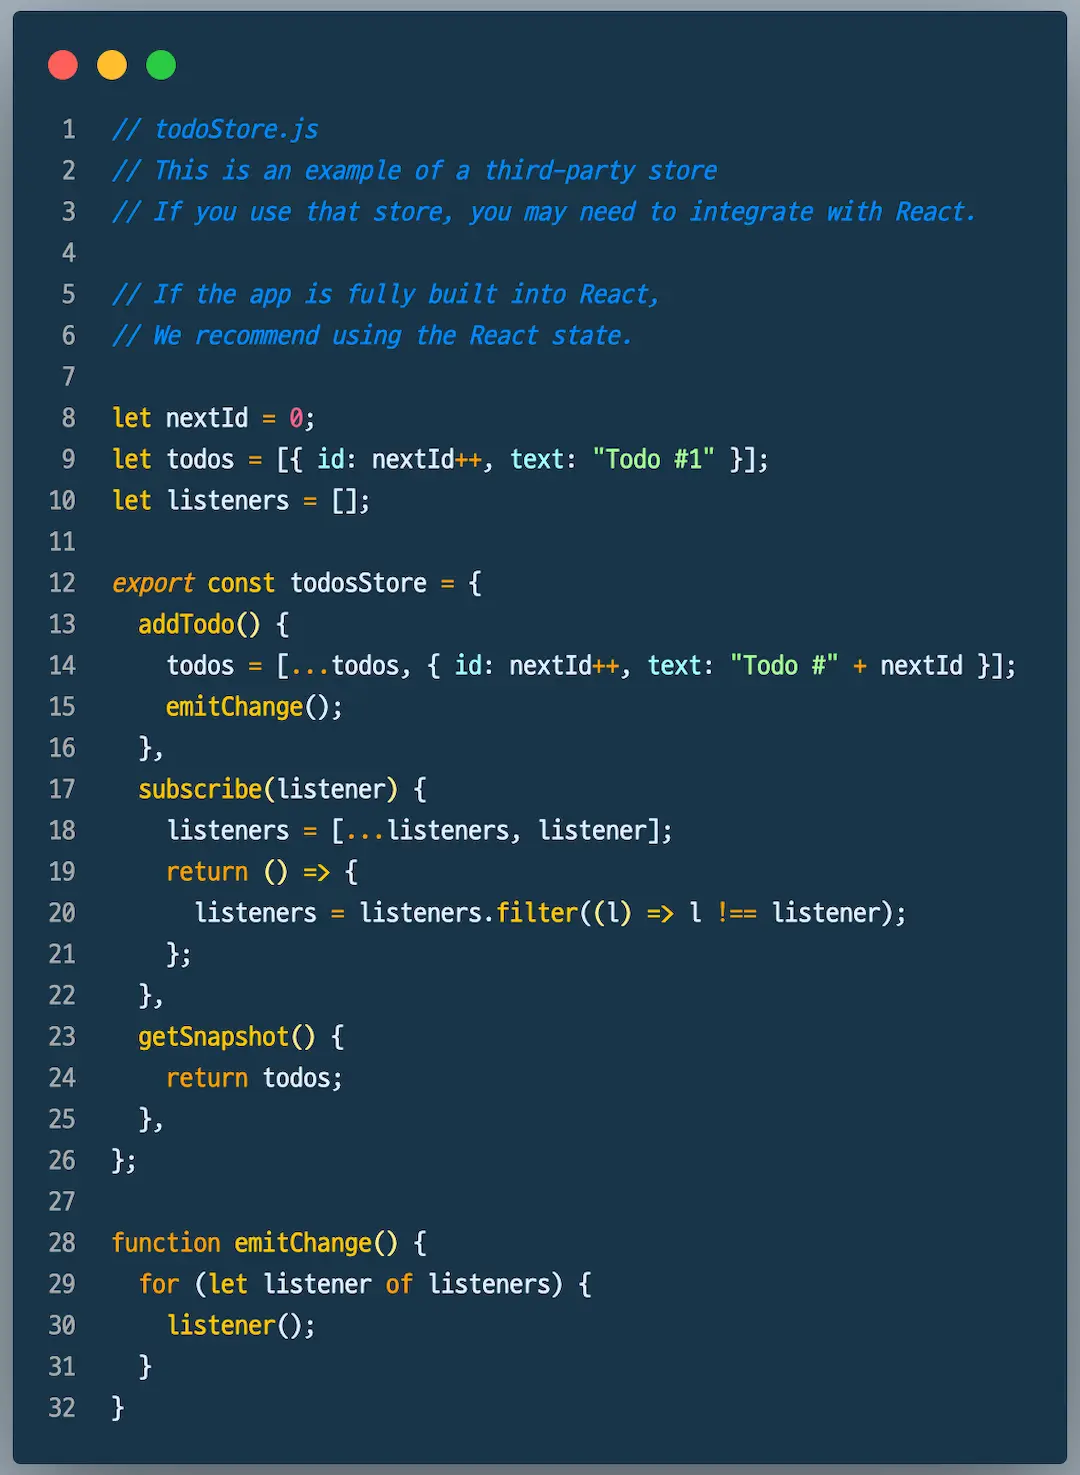 1 // todoStore.js
2 // This is an example of a third-party store
3 // If you use that store, you may need to integrate with React.
4
5 // If the app is fully built into React,
6 // We recommend using the React state.
7
8 let nextId = 0;
9 let todos = [{ id: nextId++, text: "Todo #1" }];
10 let listeners = [];
11
12 export const todosStore = {
13   addTodo() {
14     todos = [...todos, { id: nextId++, text: "Todo #" + nextId }];
15     emitChange();
16   },
17   subscribe(listener) {
18     listeners = [...listeners, listener];
19     return () => {
20       listeners = listeners.filter((l) => l !== listener);
21     };
22   },
23   getSnapshot() {
24     return todos;
25   },
26 };
27
28 function emitChange() {
29   for (let listener of listeners) {
30     listener();
31   }
32 }